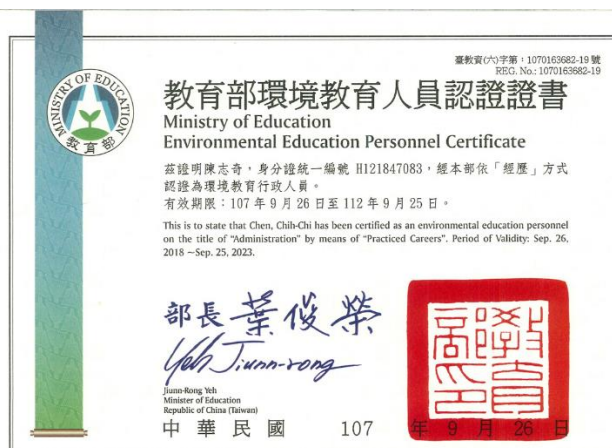 臺教資(六)字第:1070163682-19 號
REG. No.: 1070163682-19
MINISTRY OF EDUCATION
教育部
教育部環境教育人員認證證書
Ministry of Education
Environmental Education Personnel Certificate
茲證明陳志奇,身分證統一編號 H121847083,經本部依「經歷」方式
認證為環境教育行政人員。
有效期限:107 年 9 月 26 日至 112 年 9 月 25 日。
This is to state that Chen, Chih-Chi has been certified as an environmental education personnel
on the title of "Administration" by means of "Practiced Careers". Period of Validity: Sep. 26,
2018 ~Sep. 25, 2023.
部長 葉俊榮
Yeh Jiunn-rong
Jiunn-Rong Yeh
Minister of Education
Republic of China (Taiwan)
教育部印
中華民國 107 年 9 月 26 日